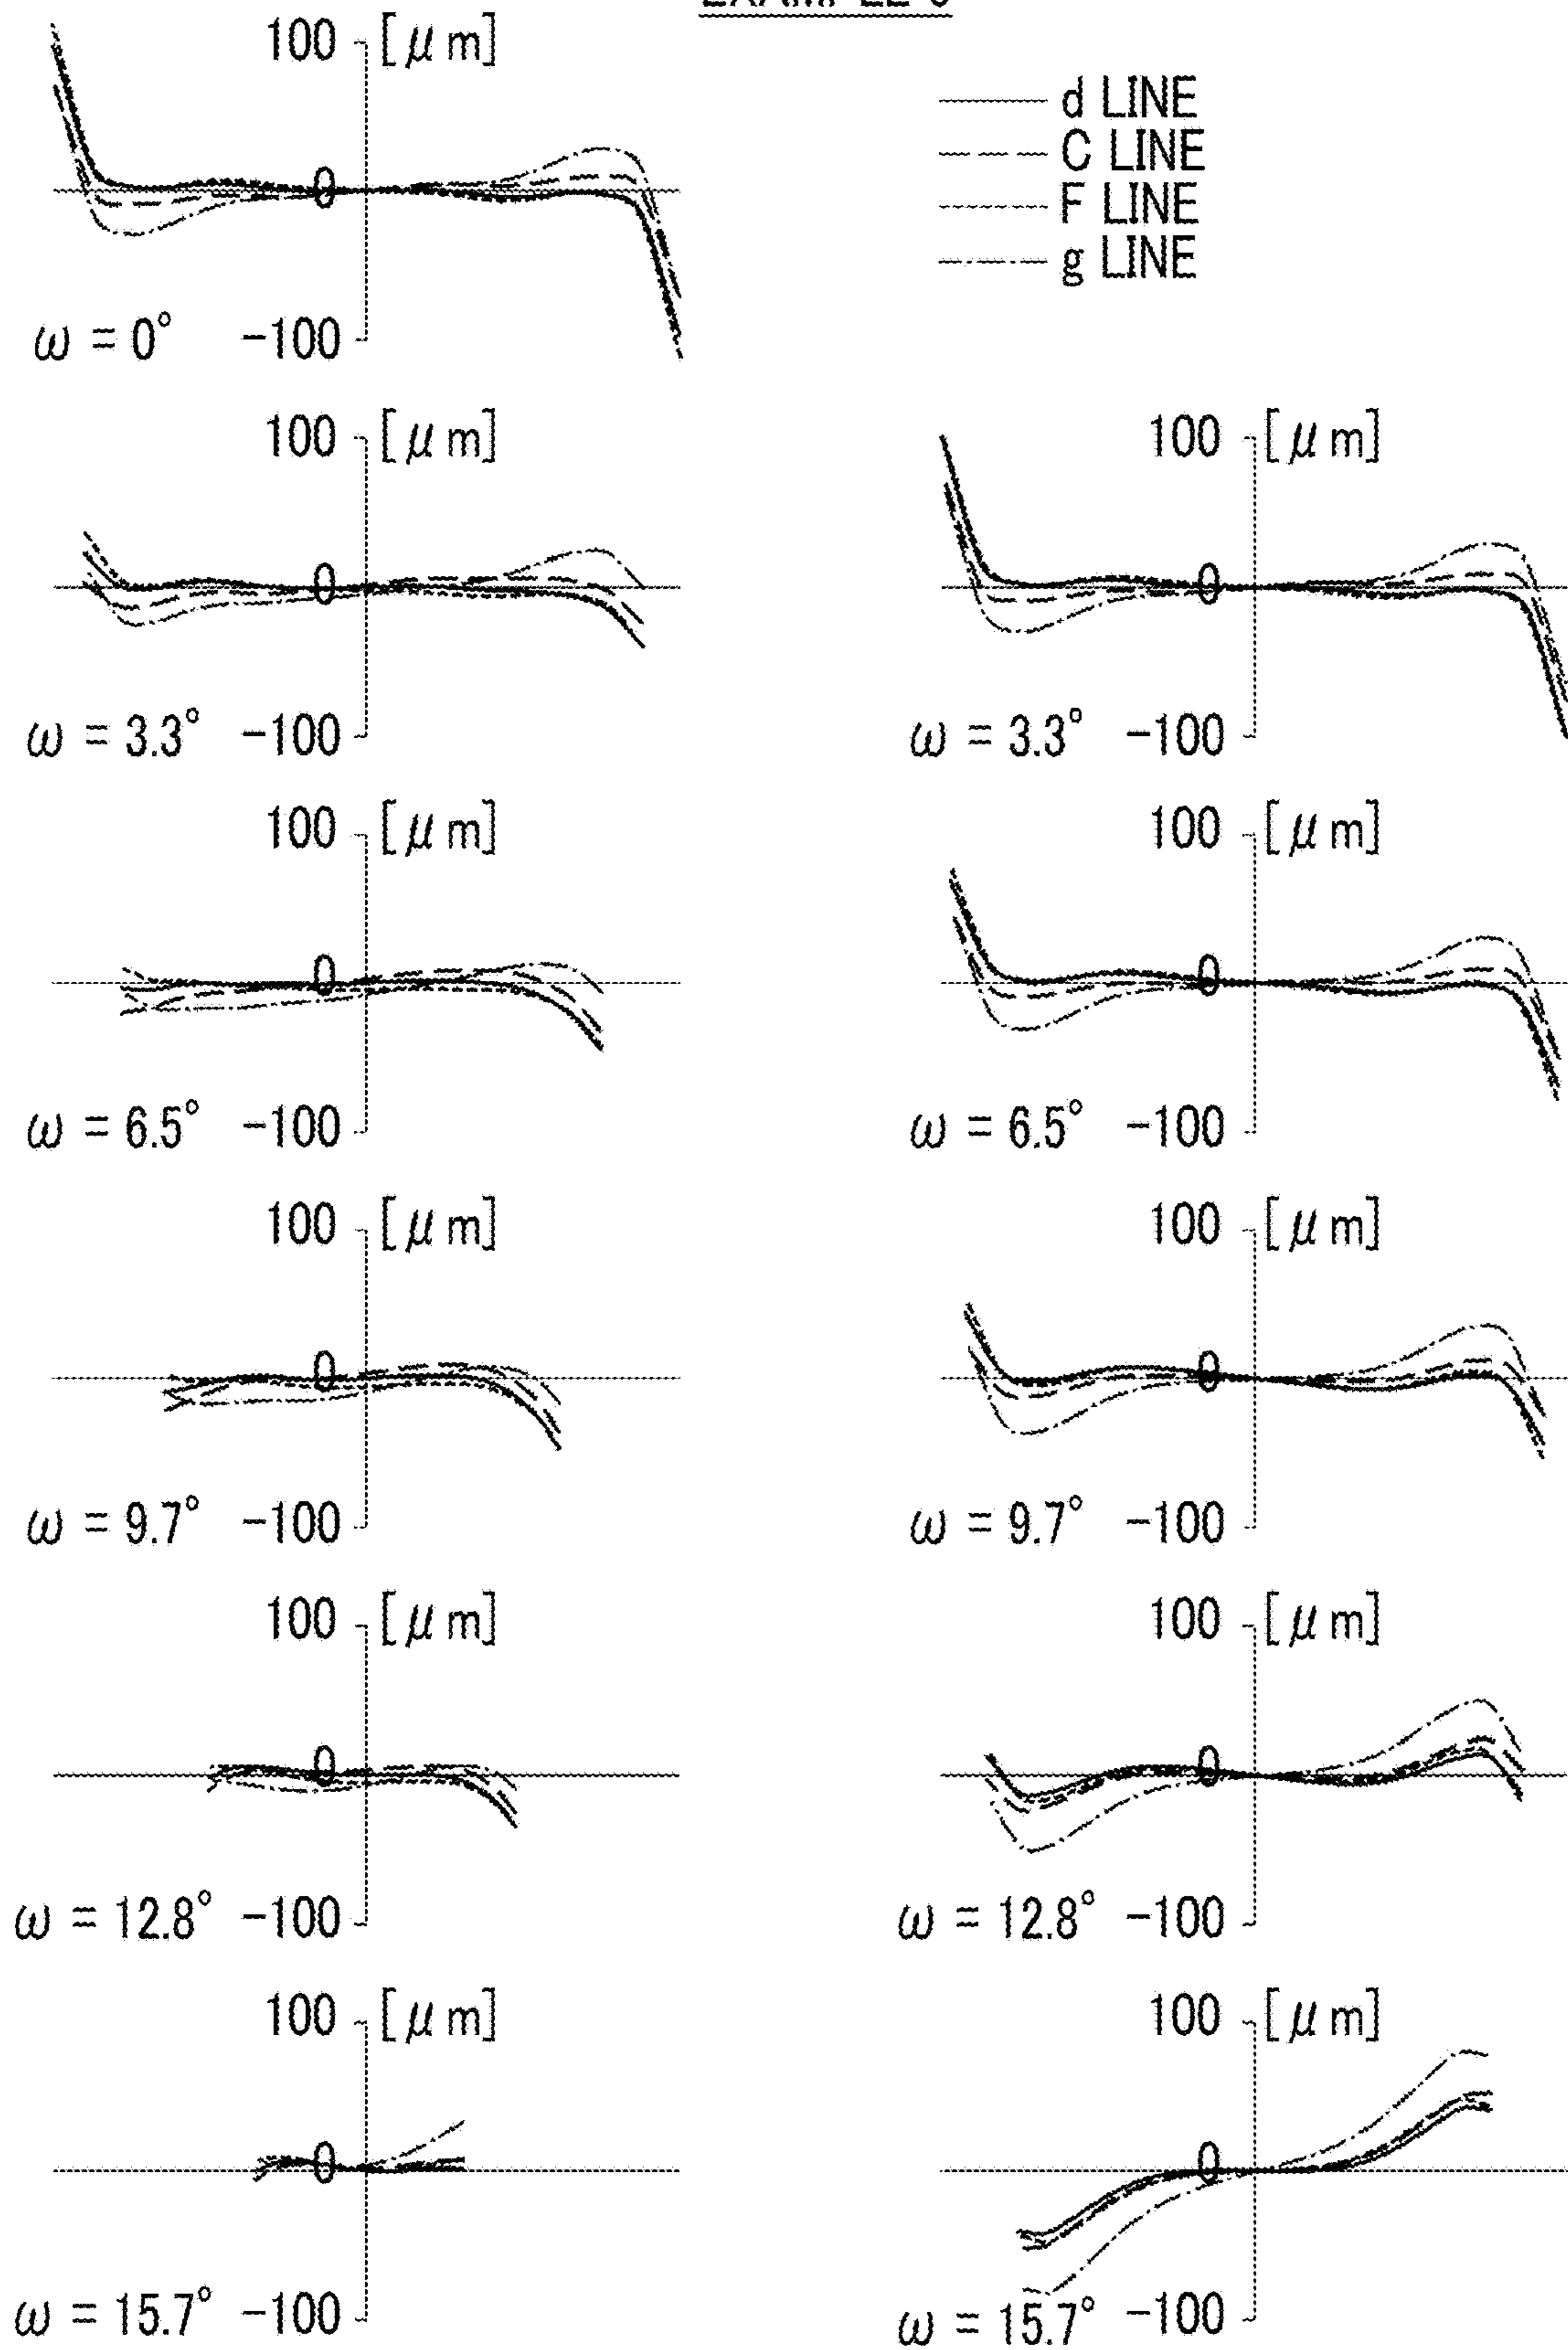 100 [μm]
d LINE
C LINE
F LINE
g LINE
0
ω = 0° -100
100 [μm]
0
ω = 3.3° -100
100 [μm]
0
ω = 3.3° -100
100 [μm]
0
ω = 6.5° -100
100 [μm]
0
ω = 6.5° -100
100 [μm]
0
ω = 9.7° -100
100 [μm]
0
ω = 9.7° -100
100 [μm]
0
ω = 12.8° -100
100 [μm]
0
ω = 12.8° -100
100 [μm]
0
ω = 15.7° -100
100 [μm]
0
ω = 15.7° -100